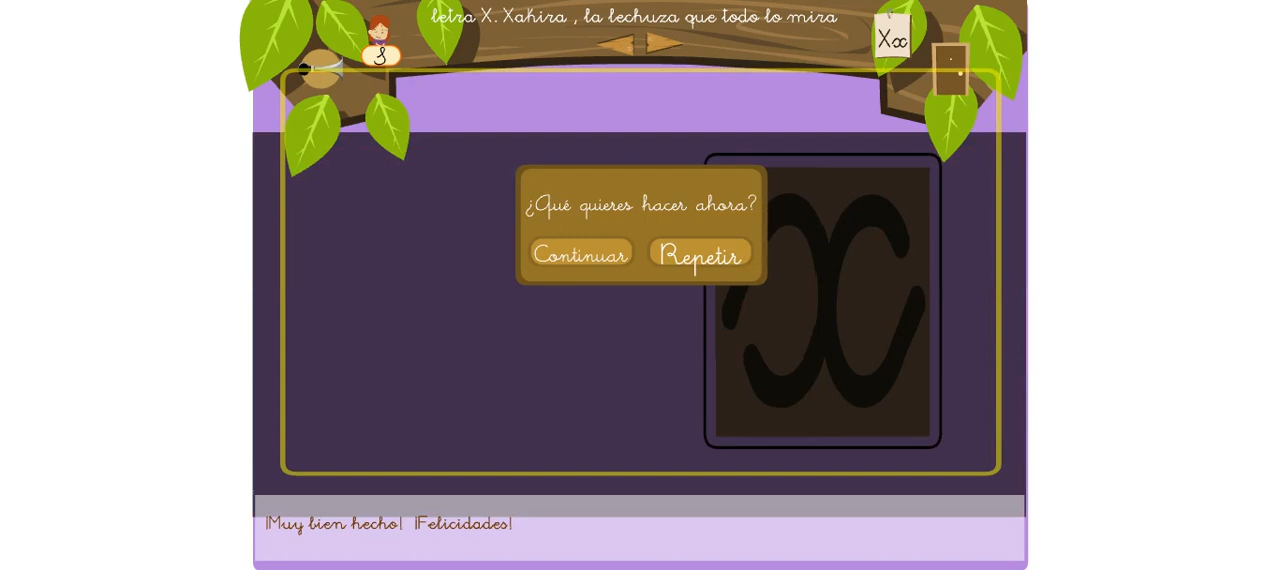 letra X. Xahira , la lechuza que todo lo mira
Xx
S
¿Qué quieres hacer ahora?
Continuar
Repetir
x
¡Muy bien hecho! ¡Felicidades!